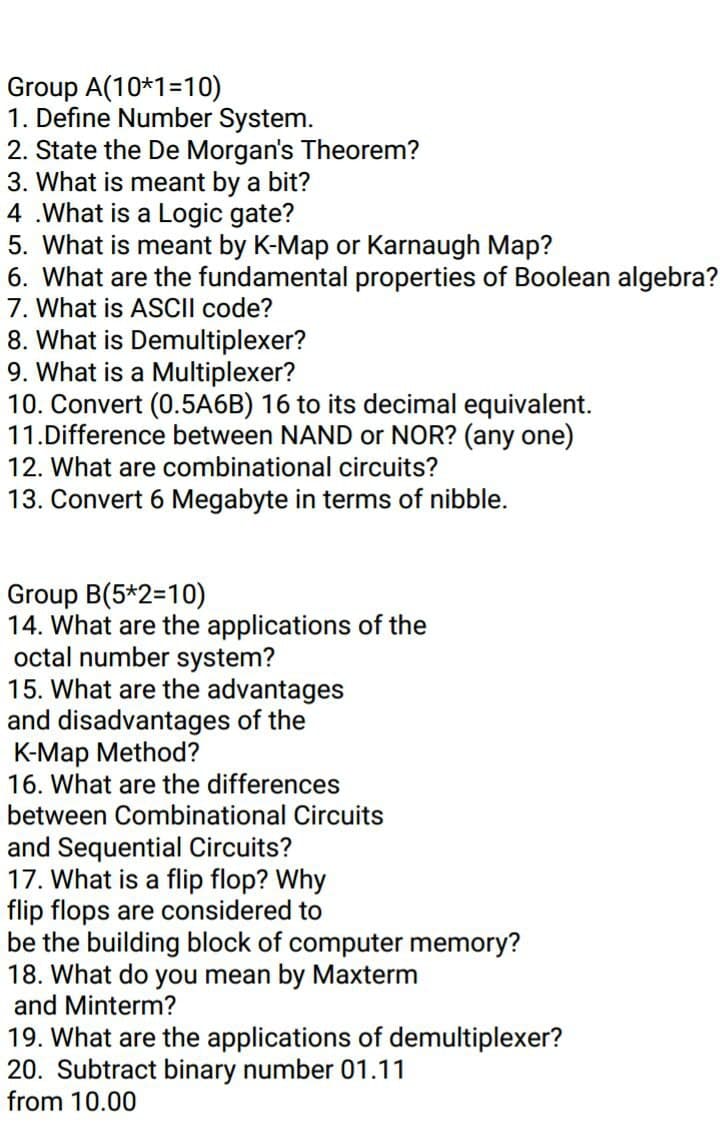 Group A(10*1=10)
1. Define Number System.
2. State the De Morgan's Theorem?
3. What is meant by a bit?
4 .What is a Logic gate?
5.  What is meant by K-Map or Karnaugh Map?
6.  What are the fundamental properties of Boolean algebra?
7. What is ASCII code?
8. What is Demultiplexer?
9. What is a Multiplexer?
10. Convert (0.5A6B) 16 to its decimal equivalent.
11.Difference between NAND or NOR? (any one)
12. What are combinational circuits?
13. Convert 6 Megabyte in terms of nibble.
Group B(5*2=10)
14. What are the applications of the
octal number system?
15. What are the advantages
and disadvantages of the
K-Map Method?
16. What are the differences
between Combinational Circuits
and Sequential Circuits?
17. What is a flip flop? Why
flip flops are considered to
be the building block of computer memory?
18. What do you mean by Maxterm
and Minterm?
19. What are the applications of demultiplexer?
20.  Subtract binary number 01.11
from 10.00